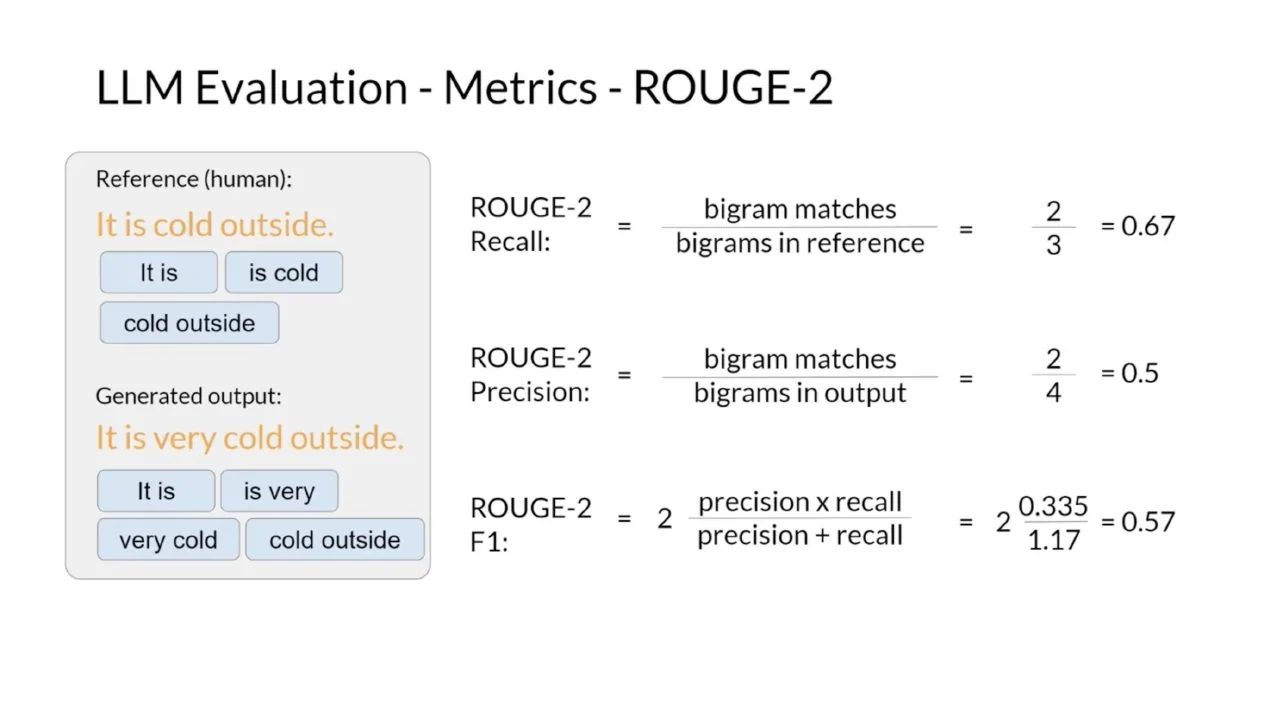 LLM Evaluation - Metrics - ROUGE-2
Reference (human):
It is cold outside.
It is is cold
cold outside
Generated output:
It is very cold outside.
It is is very
very cold cold outside
ROUGE-2
Recall:
=
bigram matches
bigrams in reference
=
2
3
= 0.67
ROUGE-2
Precision:
=
bigram matches
bigrams in output
=
2
4
= 0.5
ROUGE-2
F1:
= 2
precision x recall
precision + recall
= 2
0.335
1.17
= 0.57